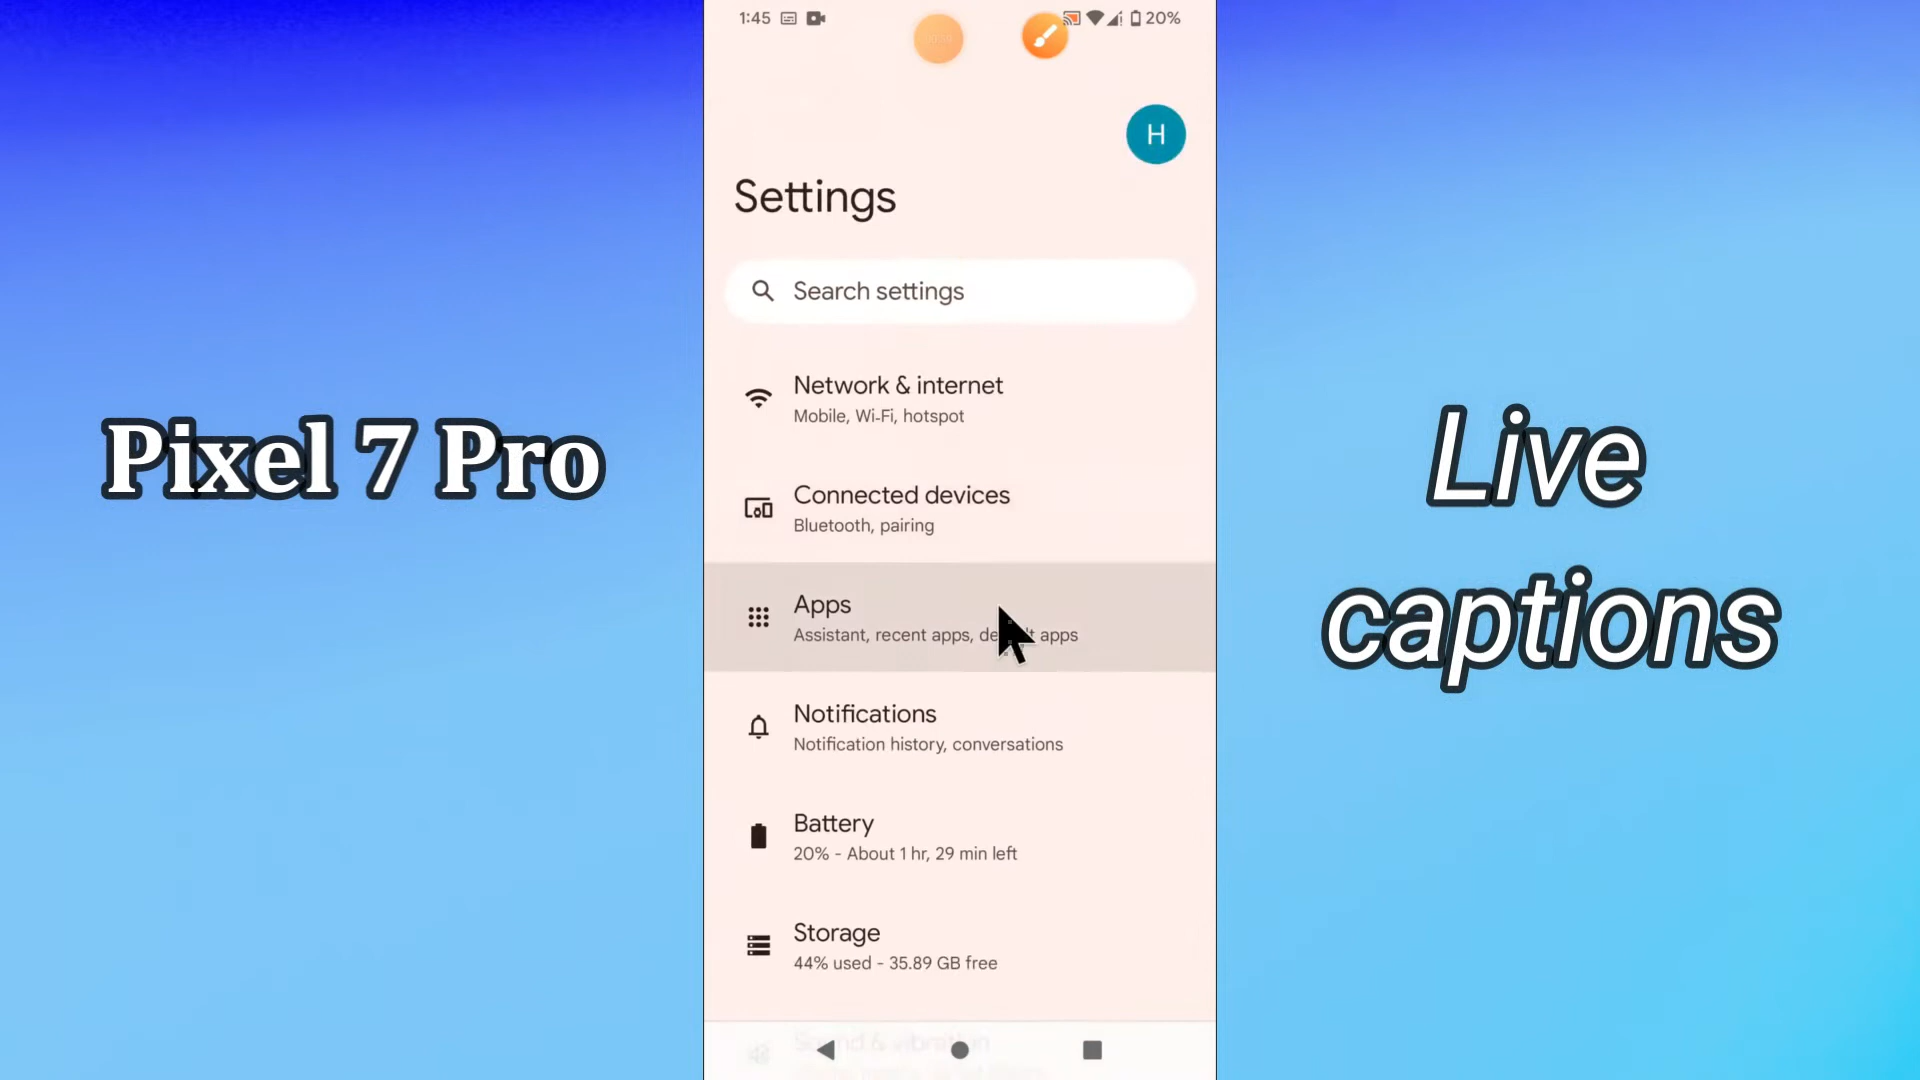 1:45
20%
H
Settings
Search settings
Network & internet
Mobile, Wi-Fi, hotspot
Connected devices
Bluetooth, pairing
Apps
Assistant, recent apps, apps
Notifications
Notification history, conversations
Battery
20% - About 1 hr, 29 min left
Storage
44% used - 35.89 GB free
Sound & vibration
Pixel 7 Pro
Live
captions